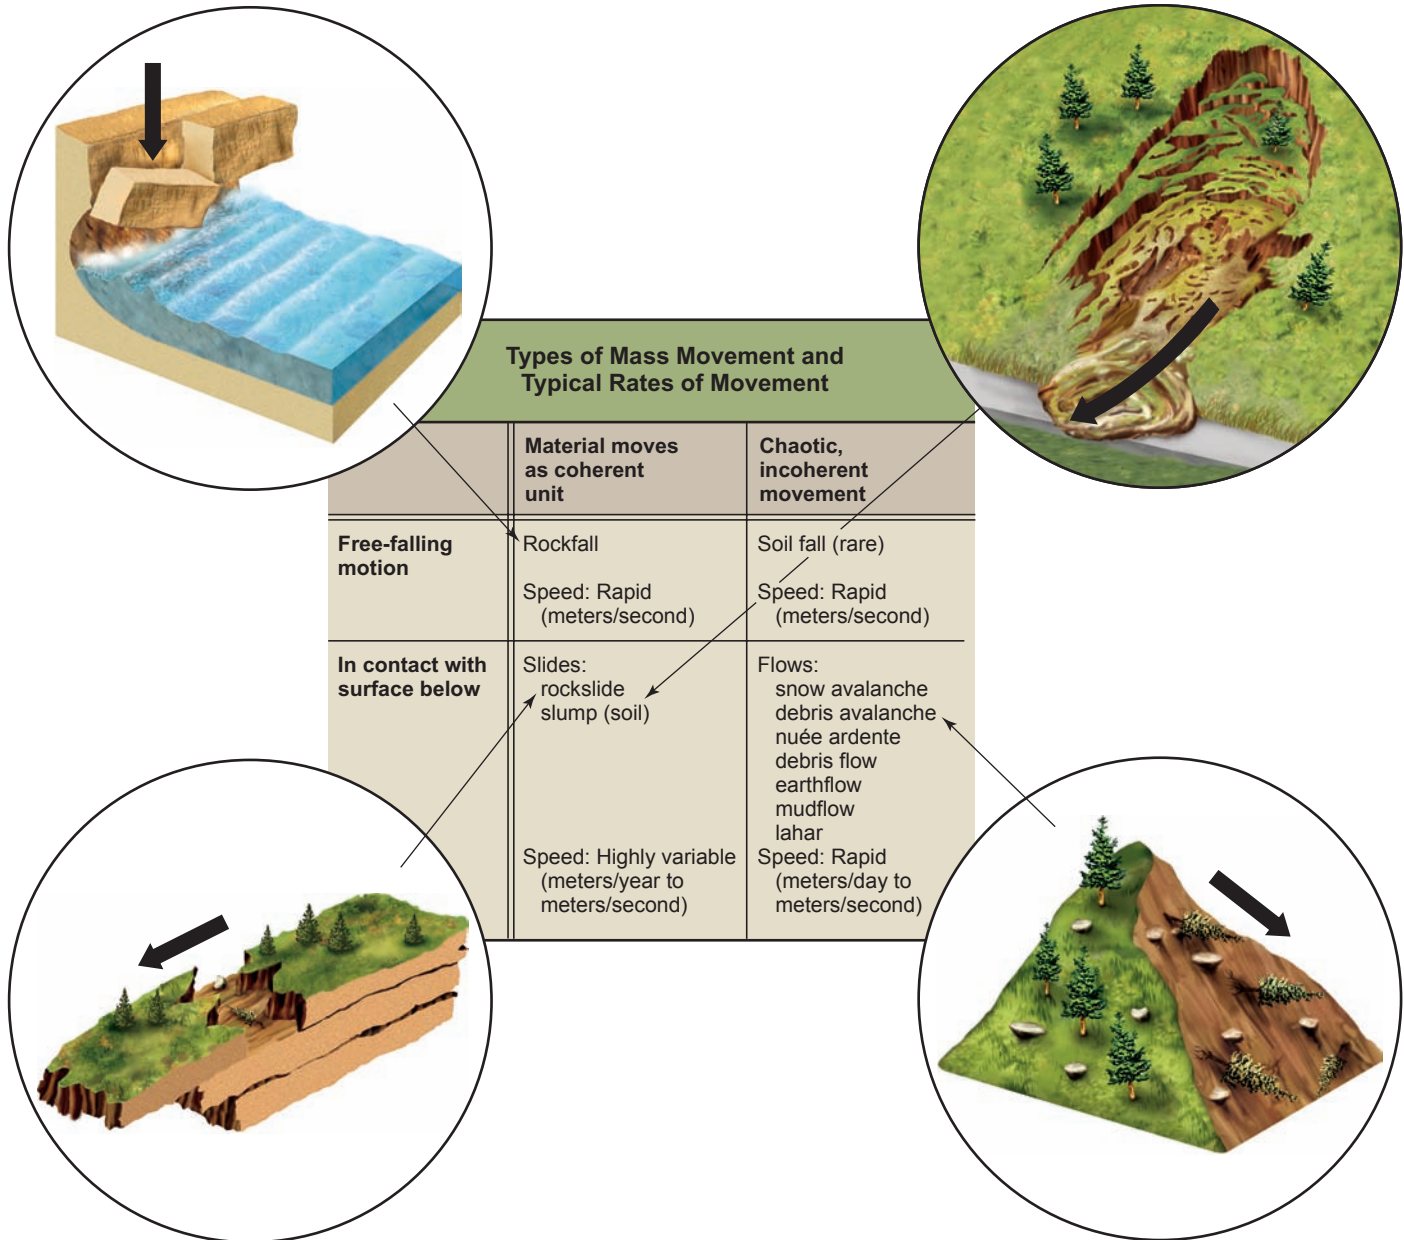 Types of Mass Movement and
Typical Rates of Movement
Material moves
as coherent
unit
Chaotic,
incoherent
movement
Free-falling
motion
Rockfall
Speed: Rapid
(meters/second)
Soil fall (rare)
Speed: Rapid
(meters/second)
In contact with
surface below
Slides:
rockslide
slump (soil)
Speed: Highly variable
(meters/year to
meters/second)
Flows:
snow avalanche
debris avalanche
nuée ardente
debris flow
earthflow
mudflow
lahar
Speed: Rapid
(meters/day to
meters/second)